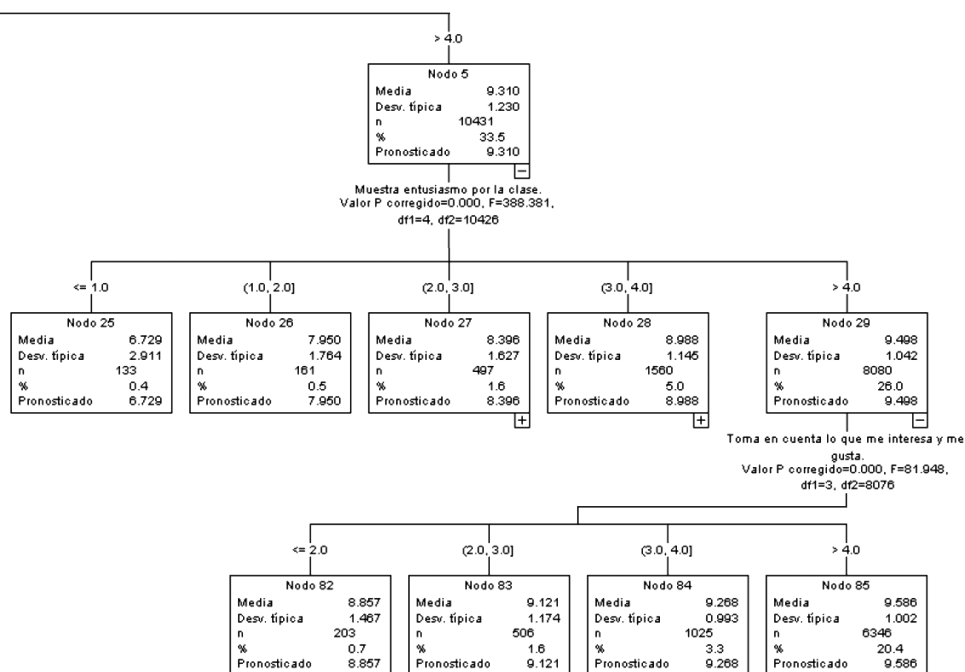 > 4.0
Nodo 5
Media 9.310
Desv. típica 1.230
n 10431
% 33.5
Pronosticado 9.310
Muestra entusiasmo por la clase.
Valor P corregido=0.000, F=388.381,
df1=4, df2=10426
<= 1.0
(1.0, 2.0]
(2.0, 3.0]
(3.0, 4.0]
> 4.0
Nodo 25
Media 6.729
Desv. típica 2.911
n 133
% 0.4
Pronosticado 6.729
Nodo 26
Media 7.950
Desv. típica 1.764
n 161
% 0.5
Pronosticado 7.950
Nodo 27
Media 8.396
Desv. típica 1.627
n 497
% 1.6
Pronosticado 8.396
Nodo 28
Media 8.988
Desv. típica 1.145
n 1560
% 5.0
Pronosticado 8.988
Nodo 29
Media 9.498
Desv. típica 1.042
n 8080
% 26.0
Pronosticado 9.498
Toma en cuenta lo que me interesa y me
gusta.
Valor P corregido=0.000, F=81.948,
df1=3, df2=8076
<= 2.0
(2.0, 3.0]
(3.0, 4.0]
> 4.0
Nodo 82
Media 8.857
Desv. típica 1.467
n 203
% 0.7
Pronosticado 8.857
Nodo 83
Media 9.121
Desv. típica 1.174
n 506
% 1.6
Pronosticado 9.121
Nodo 84
Media 9.268
Desv. típica 0.993
n 1025
% 3.3
Pronosticado 9.268
Nodo 85
Media 9.586
Desv. típica 1.002
n 6346
% 20.4
Pronosticado 9.586